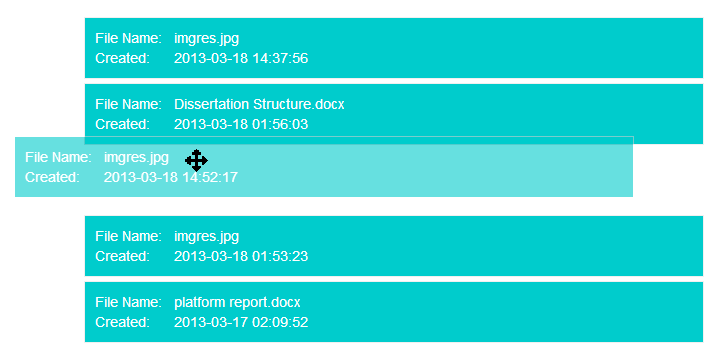 File Name: imgres.jpg
Created: 2013-03-18 14:37:56
File Name: Dissertation Structure.docx
Created: 2013-03-18 01:56:03
File Name: imgres.jpg
Created: 2013-03-18 14:52:17
File Name: imgres.jpg
Created: 2013-03-18 01:53:23
File Name: platform report.docx
Created: 2013-03-17 02:09:52